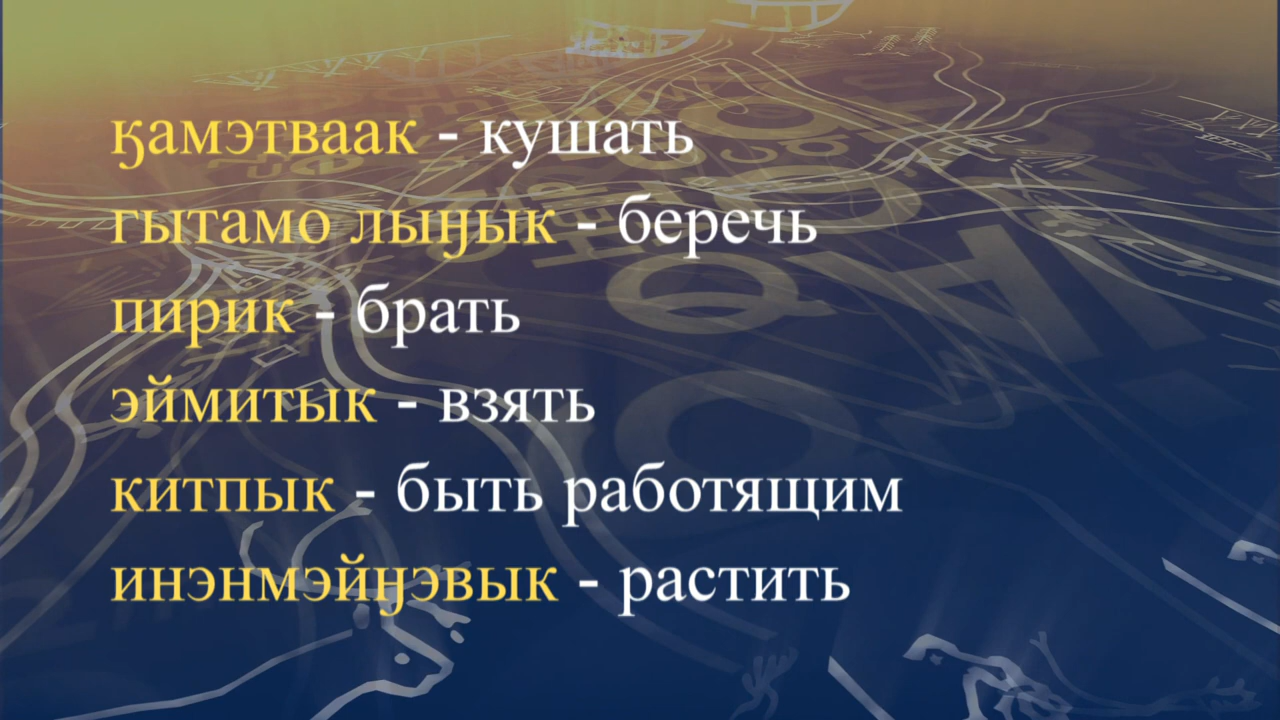 ӄамэтваак - кушать
гытамо лыӈык - беречь
пирик - брать
эймитык - взять
китпык - быть работящим
инэнмэйӈэвык - растить